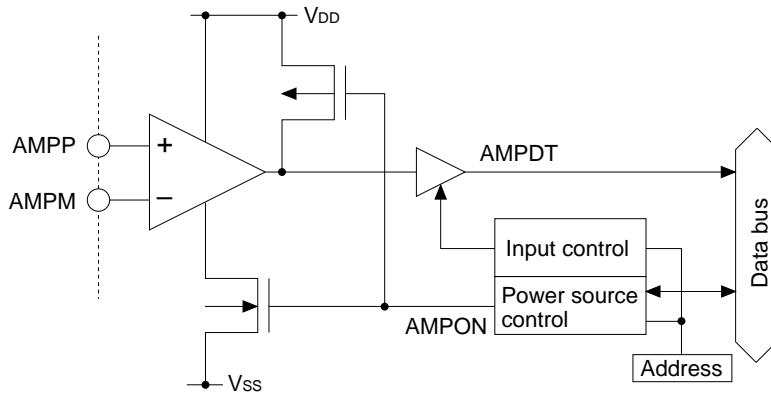 VDD
AMPP
+
AMPDT
AMPM
−
Input control
Data bus
Power source
control
AMPON
Address
VSS